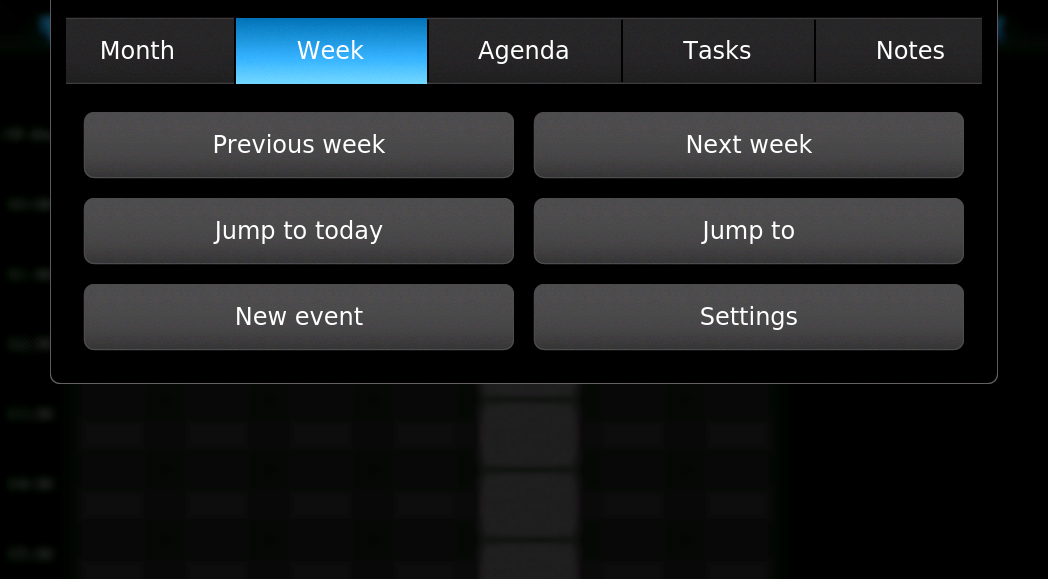 Month Week Agenda Tasks Notes
Previous week Next week
Jump to today Jump to
New event Settings